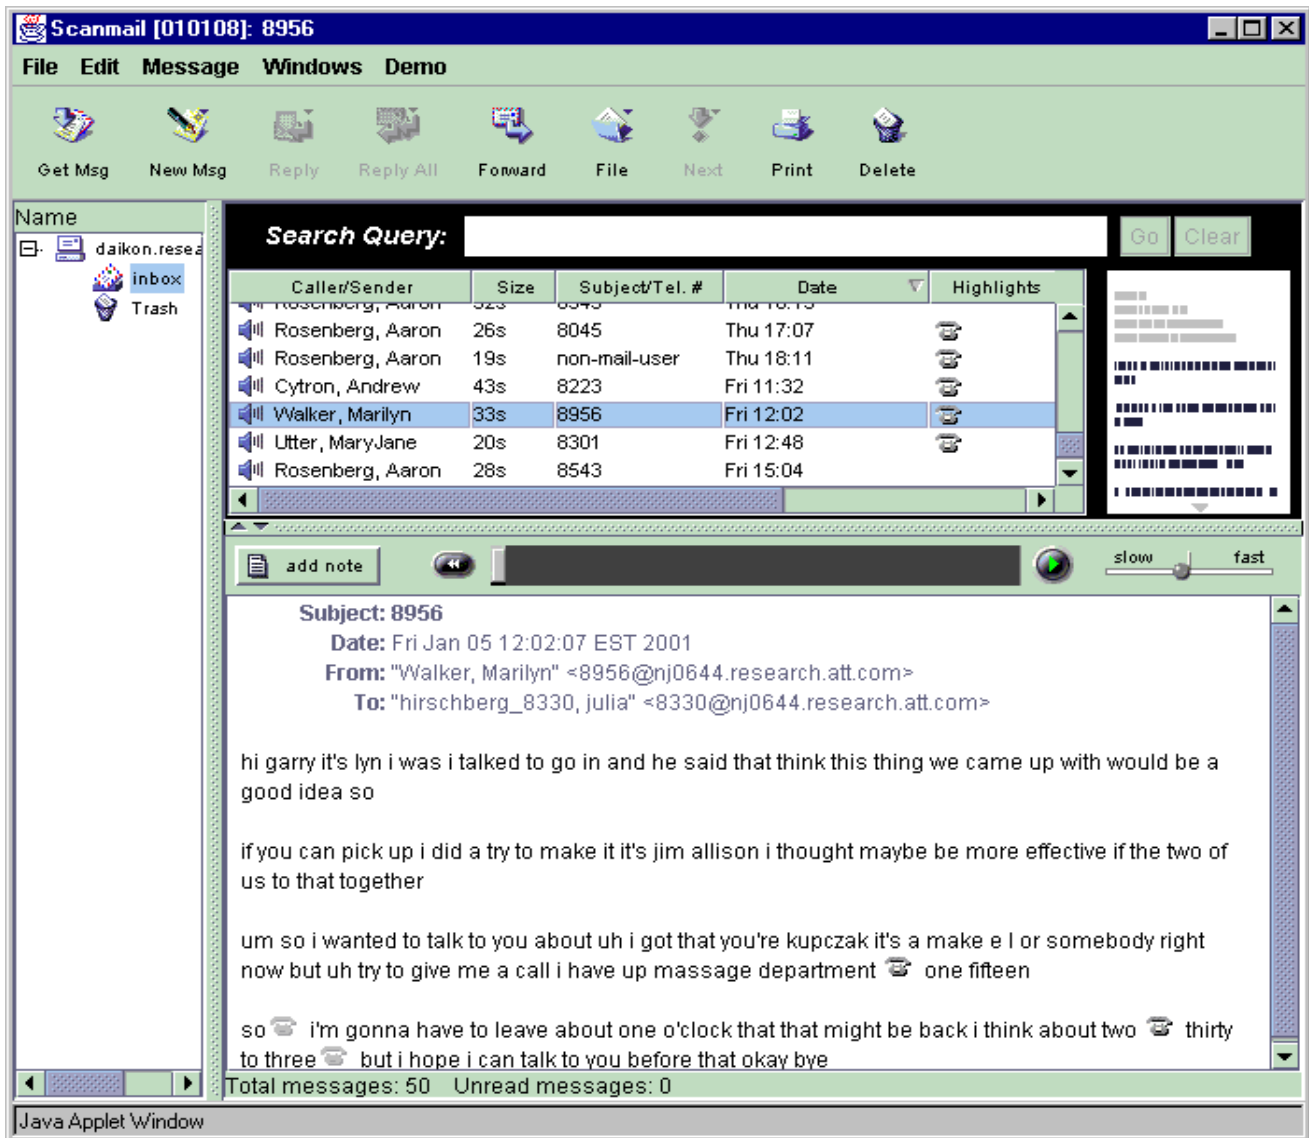 Scanmail [010108]: 8956
File Edit Message Windows Demo
Get Msg New Msg Reply Reply All Forward File Next Print Delete
Name
daikon.resea
inbox
Trash
Search Query: Go Clear
Caller/Sender Size Subject/Tel. # Date Highlights
Rosenberg, Aaron
Rosenberg, Aaron 26s 8045 Thu 17:07
Rosenberg, Aaron 19s non-mail-user Thu 18:11
Cytron, Andrew 43s 8223 Fri 11:32
Walker, Marilyn 33s 8956 Fri 12:02
Utter, MaryJane 20s 8301 Fri 12:48
Rosenberg, Aaron 28s 8543 Fri 15:04
add note slow fast
Subject: 8956
Date: Fri Jan 05 12:02:07 EST 2001
From: "Walker, Marilyn" <8956@nj0644.research.att.com>
To: "hirschberg_8330, julia" <8330@nj0644.research.att.com>
hi garry it's lyn i was i talked to go in and he said that think this thing we came up with would be a
good idea so
if you can pick up i did a try to make it it's jim allison i thought maybe be more effective if the two of
us to that together
um so i wanted to talk to you about uh i got that you're kupczak it's a make e l or somebody right
now but uh try to give me a call i have up massage department one fifteen
so i'm gonna have to leave about one o'clock that that might be back i think about two thirty
to three but i hope i can talk to you before that okay bye
Total messages: 50 Unread messages: 0
Java Applet Window